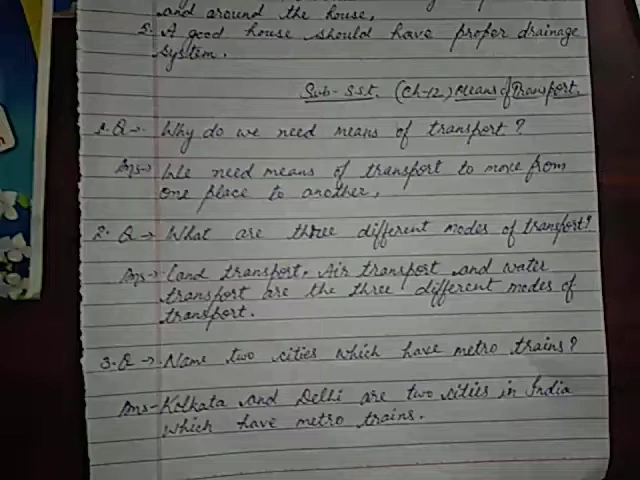 and around the house.
5. A good house should have proper drainage
system.
Sub- S.St. (Ch-12) Means of Transport.
1. Q → Why do we need means of transport?
Ans → We need means of transport to move from
one place to another.
2. Q → What are three different modes of transport?
Ans → Land transport, Air transport and water
transport are the three different modes of
transport.
3. Q → Name two cities which have metro trains?
Ans - Kolkata and Delhi are two cities in India
which have metro trains.